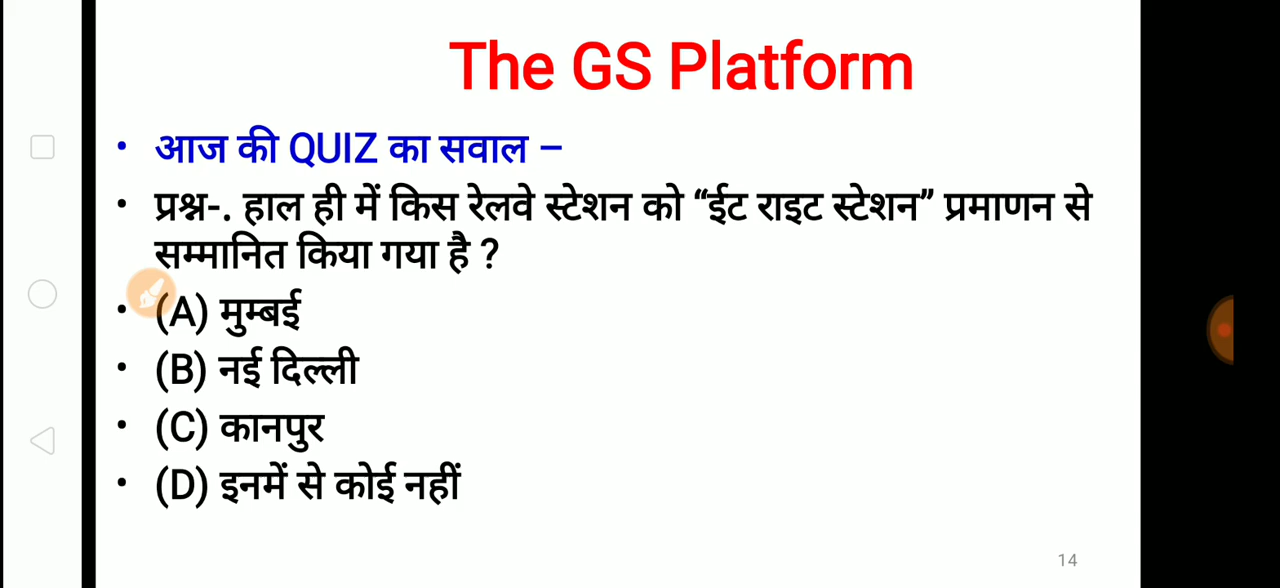 The GS Platform
• आज की QUIZ का सवाल –
• प्रश्न-. हाल ही में किस रेलवे स्टेशन को “ईट राइट स्टेशन” प्रमाणन से
सम्मानित किया गया है ?
• (A) मुम्बई
• (B) नई दिल्ली
• (C) कानपुर
• (D) इनमें से कोई नहीं
14